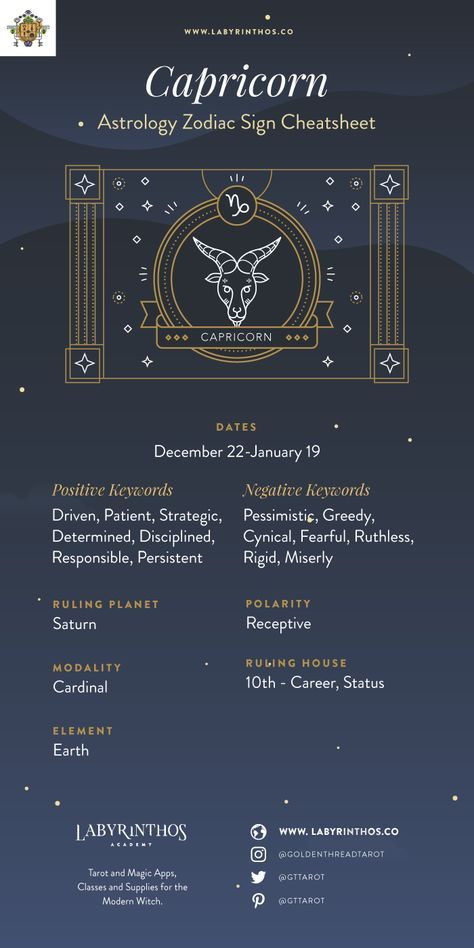 WWW.LABYRINTHOS.CO
Capricorn
Astrology Zodiac Sign Cheatsheet
CAPRICORN
DATES
December 22-January 19
Positive Keywords
Driven, Patient, Strategic,
Determined, Disciplined,
Responsible, Persistent
Negative Keywords
Pessimistic, Greedy,
Cynical, Fearful, Ruthless,
Rigid, Miserly
RULING PLANET
Saturn
POLARITY
Receptive
MODALITY
Cardinal
RULING HOUSE
10th - Career, Status
ELEMENT
Earth
LABYRINTHOS
ACADEMY
Tarot and Magic Apps,
Classes and Supplies for the
Modern Witch.
WWW. LABYRINTHOS.CO
@GOLDENTHREADTAROT
@GTTAROT
@GTTAROT